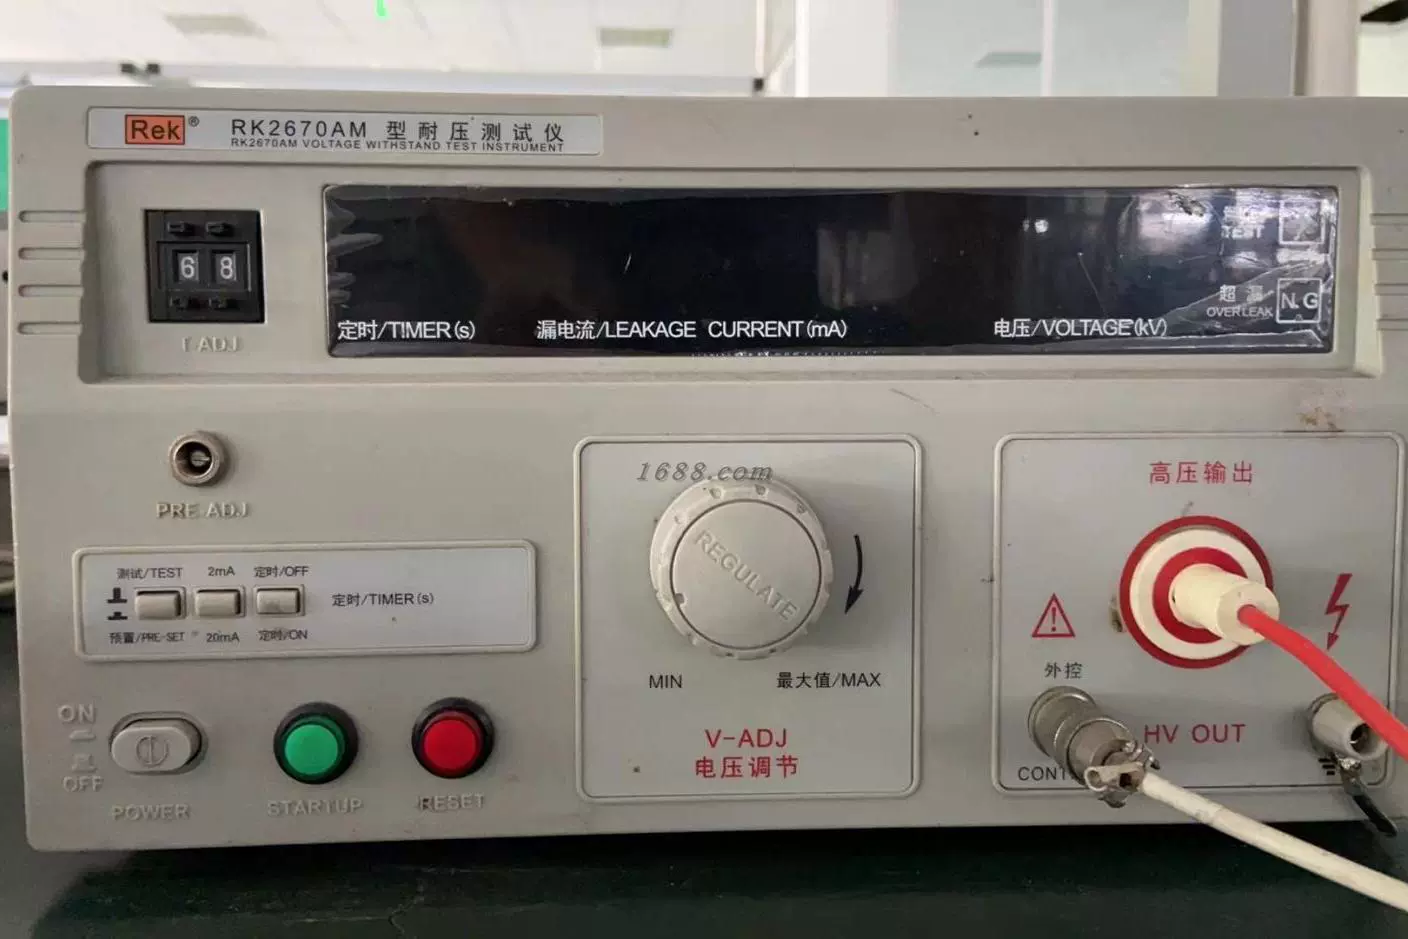 Rek® RK2670AM 型耐压测试仪
RK2670AM VOLTAGE WITHSTAND TEST INSTRUMENT
68
T ADJ
TEST
超漏
OVERLEAK
N.G
定时/TIMER(s) 漏电流/LEAKAGE CURRENT(mA) 电压/VOLTAGE(kV)
PRE-ADJ
1688.com
高压输出
测试/TEST 2mA 定时/OFF
定时/TIMER(s)
预置/PRE-SET 20mA 定时/ON
REGULATE
MIN 最大值/MAX
V-ADJ
电压调节
外控
HV OUT
ON
OFF
POWER
STARTUP
RESET